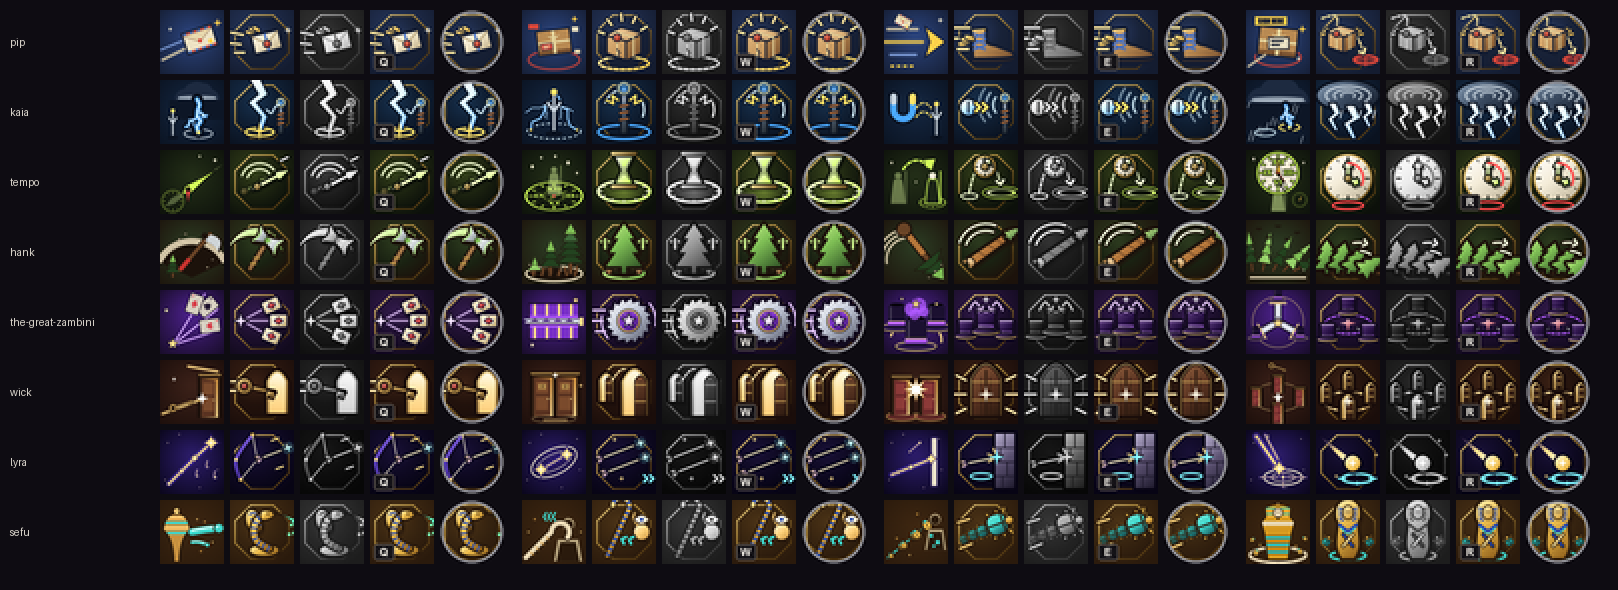 pip Q W E R
kaia Q W E R
tempo Q W E R
hank Q W E R
the-great-zambini Q W E R
wick Q W E R
lyra Q W E R
sefu Q W E R